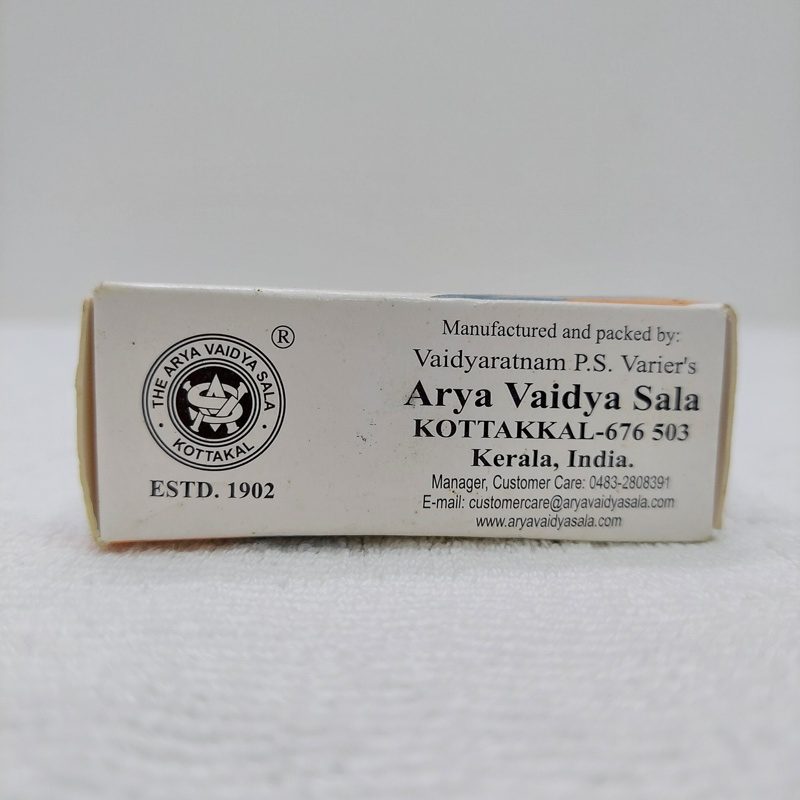 THE ARYA VAIDYA SALA
KOTTAKAL
®
ESTD. 1902
Manufactured and packed by:
Vaidyaratnam P.S. Varier's
Arya Vaidya Sala
KOTTAKKAL-676 503
Kerala, India.
Manager, Customer Care: 0483-2808391
E-mail: customercare@aryavaidyasala.com
www.aryavaidyasala.com